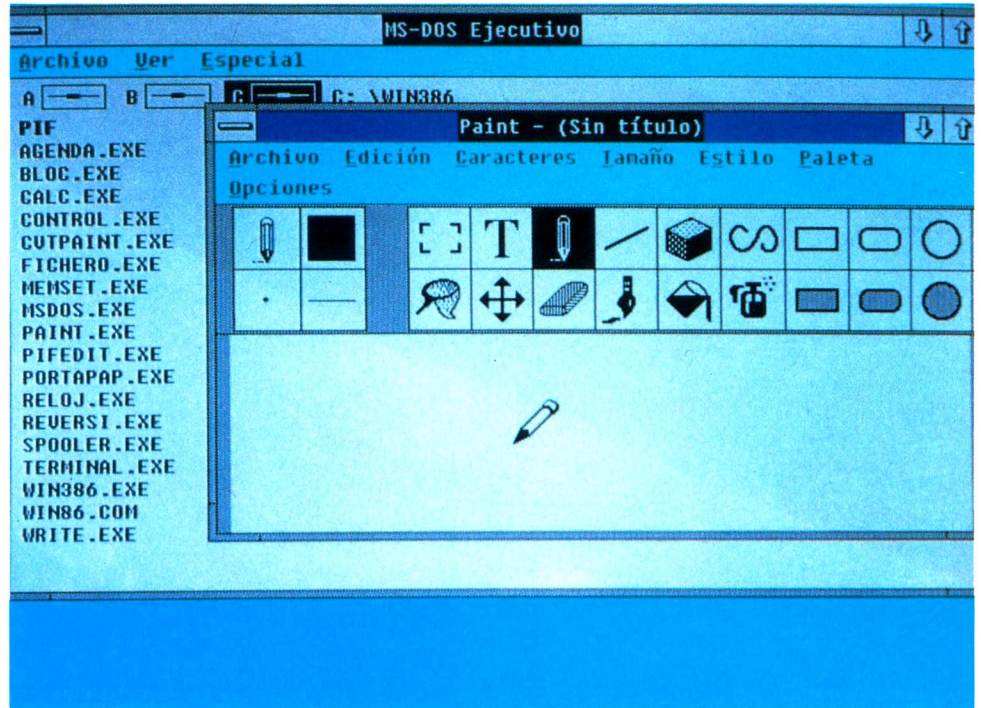 MS-DOS Ejecutivo
Archivo Ver Especial
A B C C: \WIN386
PIF
AGENDA.EXE
BLOC.EXE
CALC.EXE
CONTROL.EXE
CVTPAINT.EXE
FICHERO.EXE
MEMSET.EXE
MSDOS.EXE
PAINT.EXE
PIFEDIT.EXE
PORTAPAP.EXE
RELOJ.EXE
REVERSI.EXE
SPOOLER.EXE
TERMINAL.EXE
WIN386.EXE
WIN86.COM
WRITE.EXE
Paint - (Sin título)
Archivo Edición Caracteres Tamaño Estilo Paleta
Opciones
T